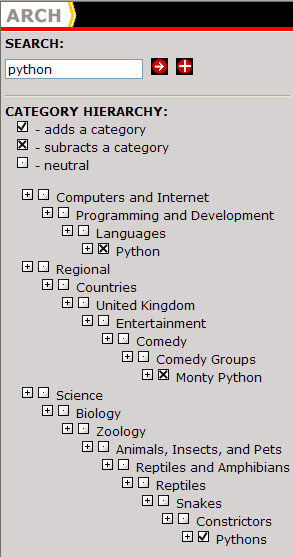 ARCH
SEARCH:
python
CATEGORY HIERARCHY:
- adds a category
- subracts a category
- neutral
Computers and Internet
Programming and Development
Languages
Python
Regional
Countries
United Kingdom
Entertainment
Comedy
Comedy Groups
Monty Python
Science
Biology
Zoology
Animals, Insects, and Pets
Reptiles and Amphibians
Reptiles
Snakes
Constrictors
Pythons